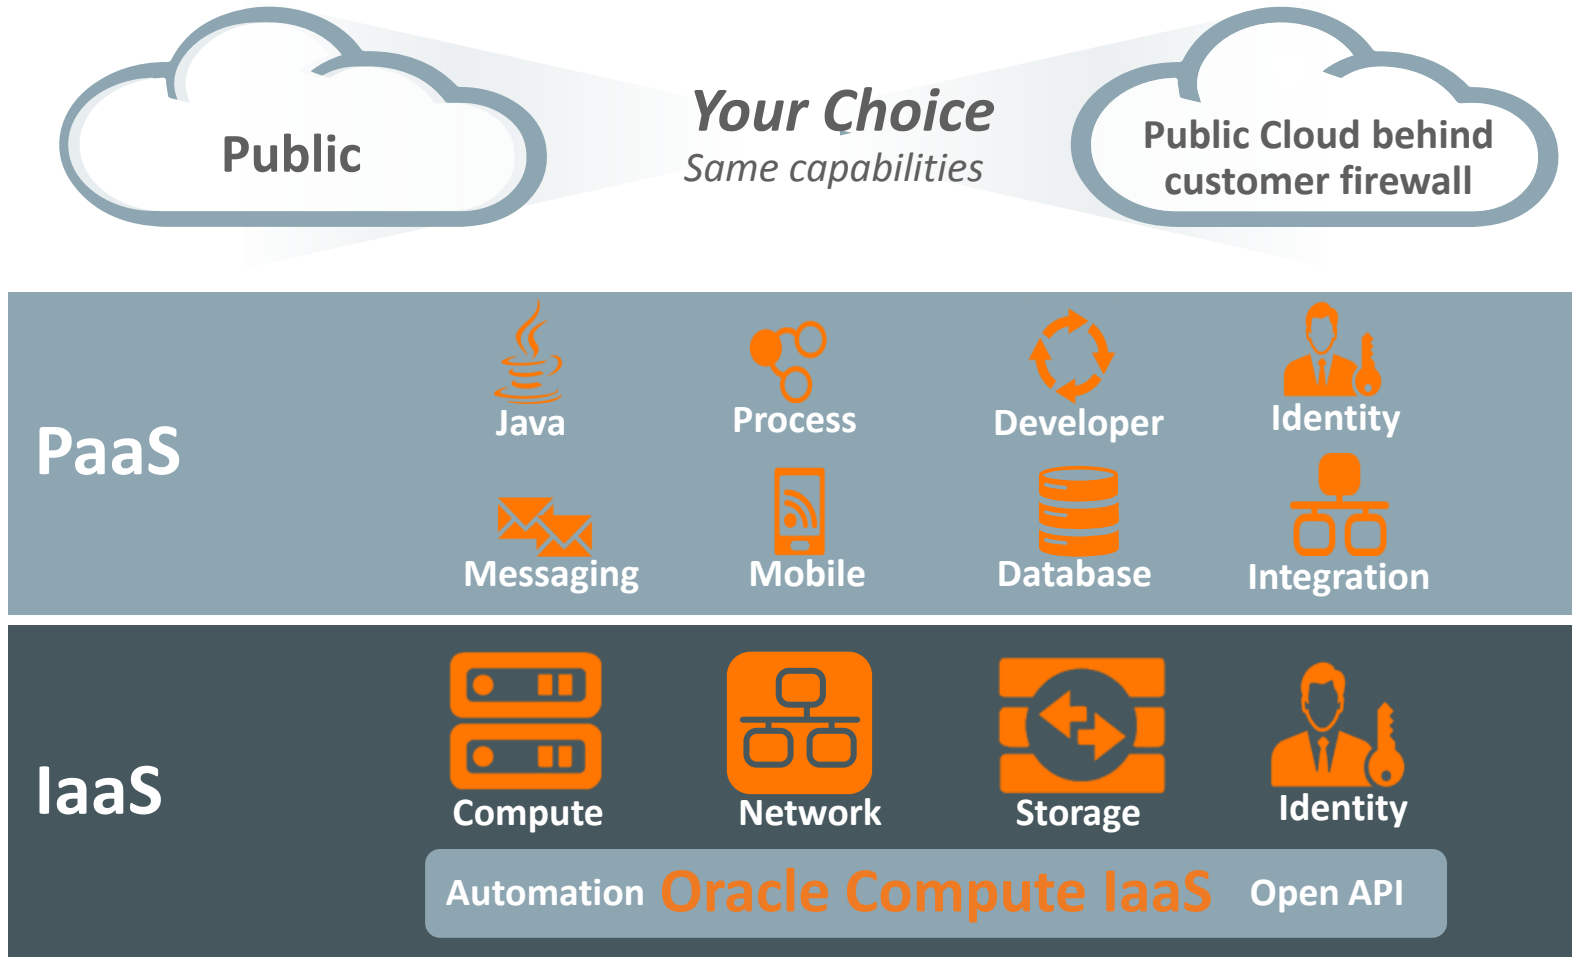 Public
Your Choice
Same capabilities
Public Cloud behind
customer firewall
PaaS
Java
Process
Developer
Identity
Messaging
Mobile
Database
Integration
IaaS
Compute
Network
Storage
Identity
Automation
Oracle Compute IaaS
Open API